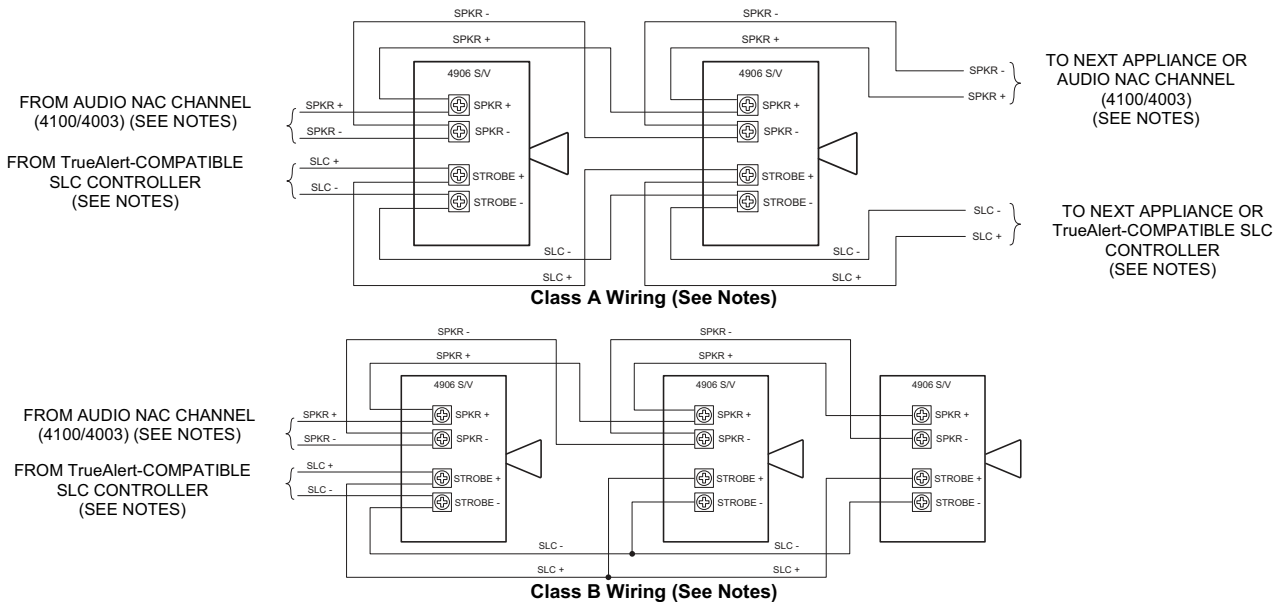 SPKR -
SPKR +
SPKR -
SPKR +
4906 S/V
4906 S/V
FROM AUDIO NAC CHANNEL
(4100/4003) (SEE NOTES)
SPKR +
SPKR -
SPKR +
SPKR -
SPKR +
SPKR -
SPKR -
SPKR +
TO NEXT APPLIANCE OR
AUDIO NAC CHANNEL
(4100/4003)
(SEE NOTES)
FROM TrueAlert-COMPATIBLE
SLC CONTROLLER
(SEE NOTES)
SLC +
SLC -
STROBE +
STROBE -
STROBE +
STROBE -
SLC -
SLC +
TO NEXT APPLIANCE OR
TrueAlert-COMPATIBLE SLC
CONTROLLER
(SEE NOTES)
SLC -
SLC +
SLC -
SLC +
Class A Wiring (See Notes)
SPKR -
SPKR +
SPKR -
SPKR +
4906 S/V
4906 S/V
4906 S/V
FROM AUDIO NAC CHANNEL
(4100/4003) (SEE NOTES)
SPKR +
SPKR -
SPKR +
SPKR -
SPKR +
SPKR -
SPKR +
SPKR -
FROM TrueAlert-COMPATIBLE
SLC CONTROLLER
(SEE NOTES)
SLC +
SLC -
STROBE +
STROBE -
STROBE +
STROBE -
STROBE +
STROBE -
SLC -
SLC +
SLC -
SLC +
Class B Wiring (See Notes)